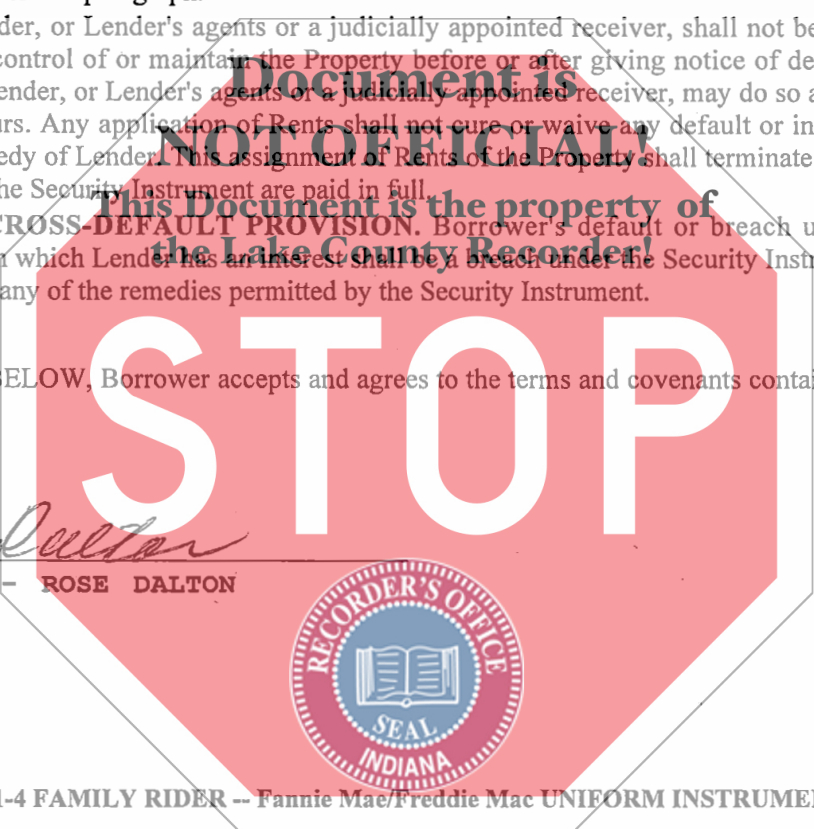 der, or Lender's agents or a judicially appointed receiver, shall not be
control of or maintain the Property before or after giving notice of de
ender, or Lender's agents or a judicially appointed receiver, may do so a
urs. Any application of Rents shall not cure or waive any default or in
edy of Lender. This assignment of Rents of the Property shall terminate
he Security Instrument are paid in full.
CROSS-DEFAULT PROVISION. Borrower's default or breach u
n which Lender has an interest shall be a breach under the Security Inst
any of the remedies permitted by the Security Instrument.
Document is
NOT OFFICIAL!
This Document is the property of
the Lake County Recorder!
STOP
BELOW, Borrower accepts and agrees to the terms and covenants contai
Dalton
- ROSE DALTON
RECORDER'S OFFICE
SEAL
INDIANA
1-4 FAMILY RIDER -- Fannie Mae/Freddie Mac UNIFORM INSTRUME